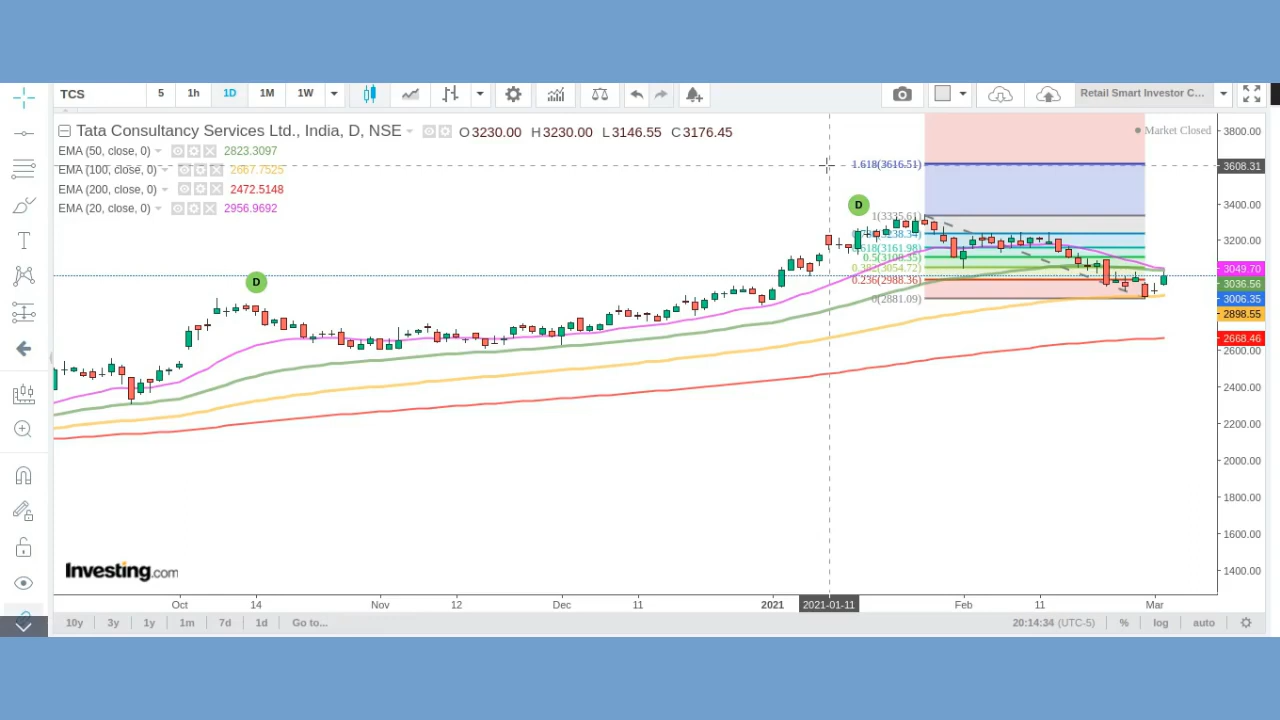 TCS 5 1h 1D 1M 1W Retail Smart Investor C...
Tata Consultancy Services Ltd., India, D, NSE O 3230.00 H 3230.00 L 3146.55 C 3176.45
Market Closed
EMA (50, close, 0) 2823.3097
EMA (100, close, 0) 2667.7525
EMA (200, close, 0) 2472.5148
EMA (20, close, 0) 2956.9692
1.618(3616.51)
D
1(3335.61)
0.5(3108.35)
0.382(3054.72)
0.236(2988.36)
0(2881.09)
D
3800.00
3608.31
3400.00
3200.00
3049.70
3036.56
3006.35
2898.55
2668.46
2600.00
2400.00
2200.00
2000.00
1800.00
1600.00
1400.00
Investing.com
Oct 14 Nov 12 Dec 11 2021 2021-01-11 Feb 11 Mar
10y 3y 1y 1m 7d 1d Go to... 20:14:34 (UTC-5) % log auto